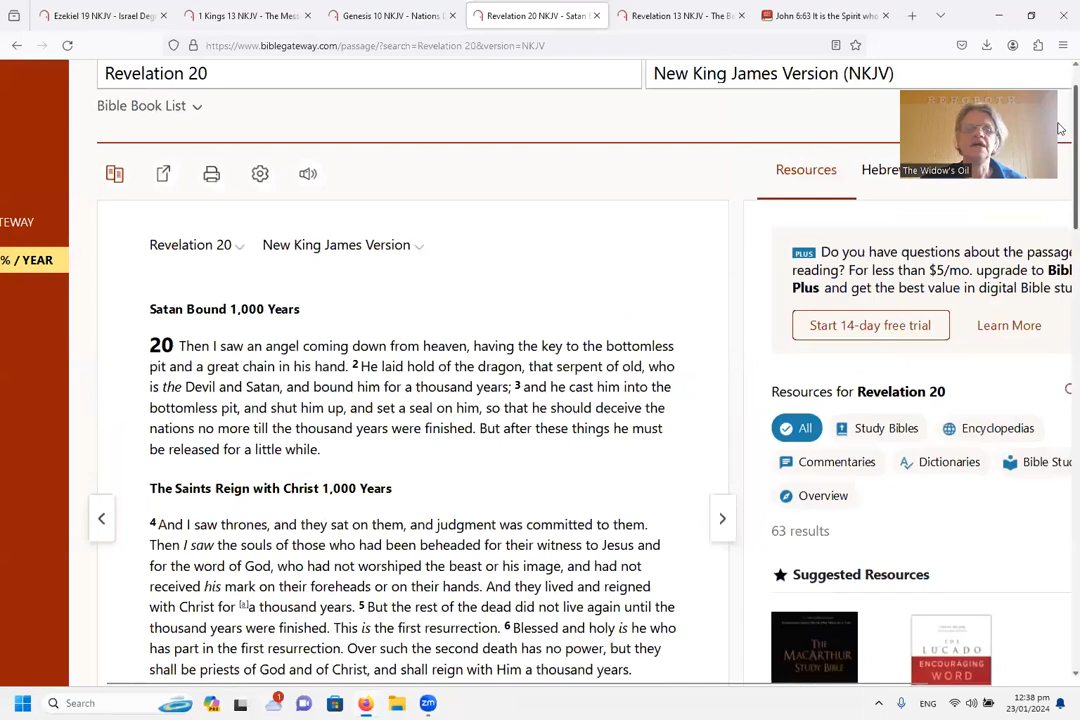 Ezekiel 19 NKJV - Israel Deg
1 Kings 13 NKJV - The Mess
Genesis 10 NKJV - Nations D
Revelation 20 NKJV - Satan B
Revelation 13 NKJV - The Be
John 6:63 It is the Spirit who
https://www.biblegateway.com/passage/?search=Revelation 20&version=NKJV
Revelation 20
New King James Version (NKJV)
Bible Book List
REHOBOTH
The Widow's Oil
Resources
Hebre
TEWAY
% / YEAR
Revelation 20
New King James Version
PLUS Do you have questions about the passage
reading? For less than $5/mo. upgrade to Bibl
Plus and get the best value in digital Bible stu
Start 14-day free trial
Learn More
Satan Bound 1,000 Years
20 Then I saw an angel coming down from heaven, having the key to the bottomless
pit and a great chain in his hand. 2 He laid hold of the dragon, that serpent of old, who
is the Devil and Satan, and bound him for a thousand years; 3 and he cast him into the
bottomless pit, and shut him up, and set a seal on him, so that he should deceive the
nations no more till the thousand years were finished. But after these things he must
be released for a little while.
The Saints Reign with Christ 1,000 Years
4 And I saw thrones, and they sat on them, and judgment was committed to them.
Then I saw the souls of those who had been beheaded for their witness to Jesus and
for the word of God, who had not worshiped the beast or his image, and had not
received his mark on their foreheads or on their hands. And they lived and reigned
with Christ for [a]a thousand years. 5 But the rest of the dead did not live again until the
thousand years were finished. This is the first resurrection. 6 Blessed and holy is he who
has part in the first resurrection. Over such the second death has no power, but they
shall be priests of God and of Christ, and shall reign with Him a thousand years.
Resources for Revelation 20
All
Study Bibles
Encyclopedias
Commentaries
Dictionaries
Bible Stu
Overview
63 results
Suggested Resources
THE
MACARTHUR
STUDY BIBLE
THE
LUCADO
ENCOURAGING
WORD
Search
1
ENG
12:38 pm
23/01/2024